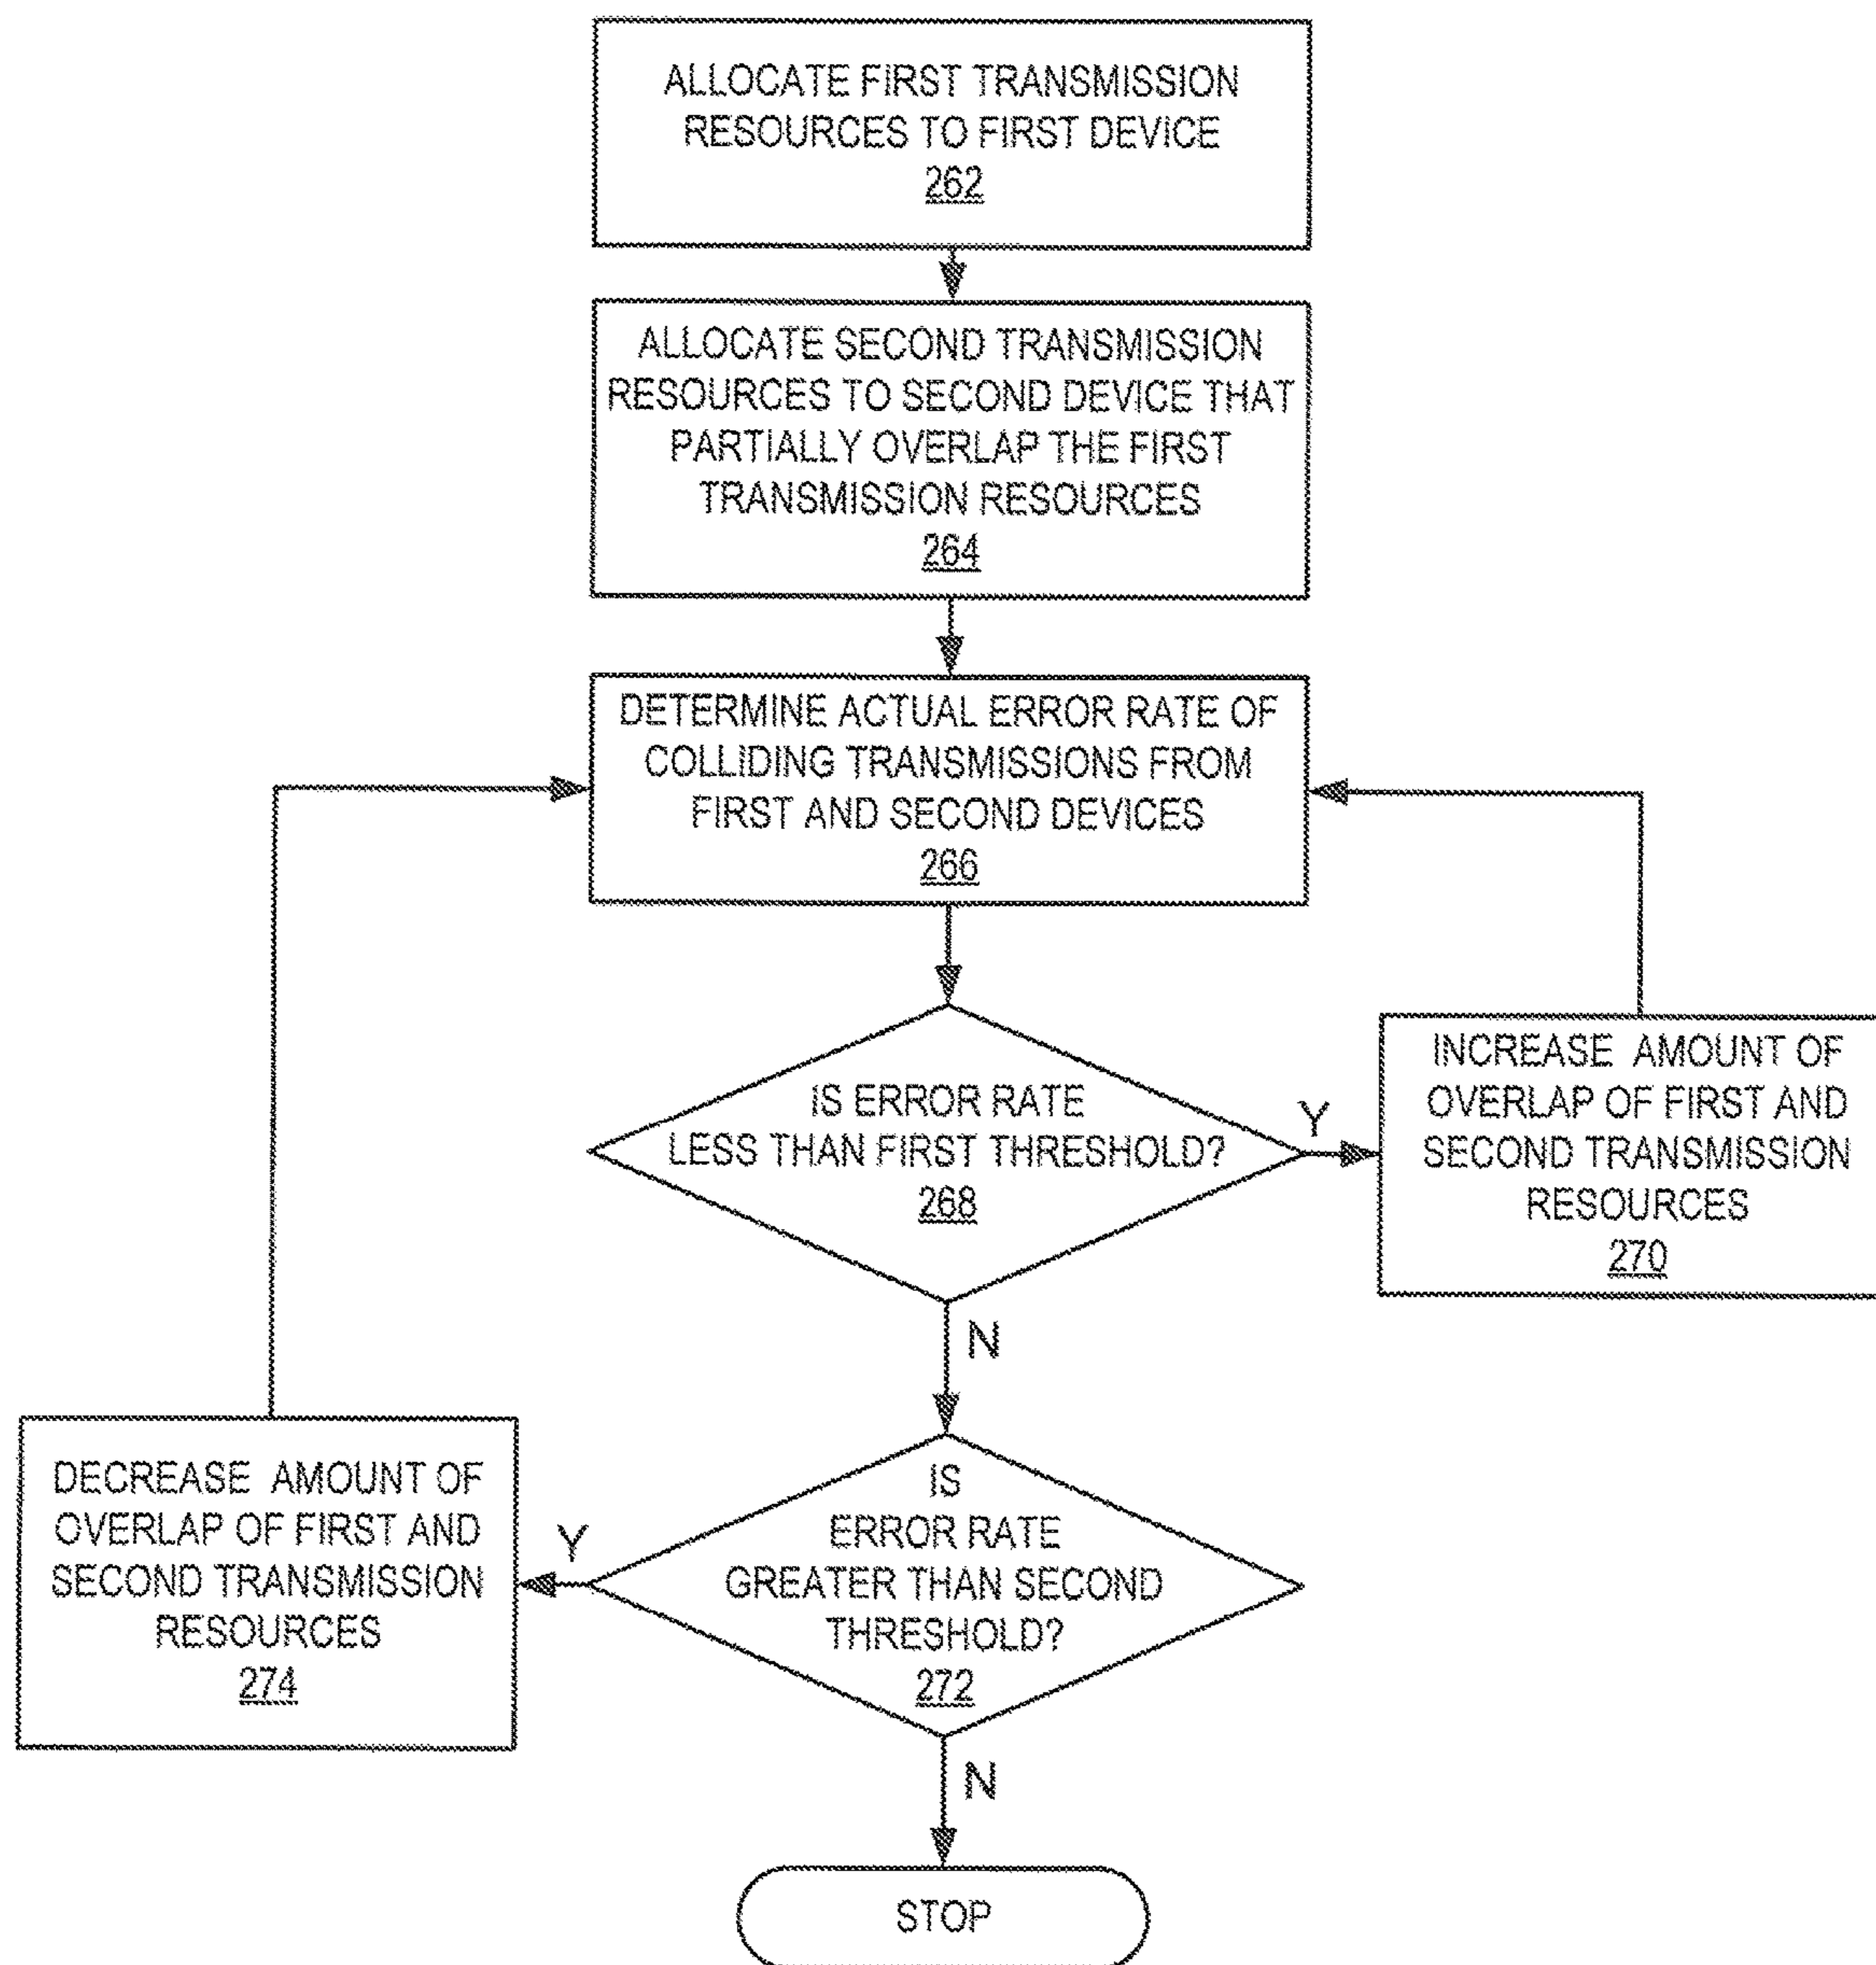 ALLOCATE FIRST TRANSMISSION
RESOURCES TO FIRST DEVICE
262
ALLOCATE SECOND TRANSMISSION
RESOURCES TO SECOND DEVICE THAT
PARTIALLY OVERLAP THE FIRST
TRANSMISSION RESOURCES
264
DETERMINE ACTUAL ERROR RATE OF
COLLIDING TRANSMISSIONS FROM
FIRST AND SECOND DEVICES
266
IS ERROR RATE
LESS THAN FIRST THRESHOLD?
268
Y
INCREASE AMOUNT OF
OVERLAP OF FIRST AND
SECOND TRANSMISSION
RESOURCES
270
N
IS
ERROR RATE
GREATER THAN SECOND
THRESHOLD?
272
Y
DECREASE AMOUNT OF
OVERLAP OF FIRST AND
SECOND TRANSMISSION
RESOURCES
274
N
STOP